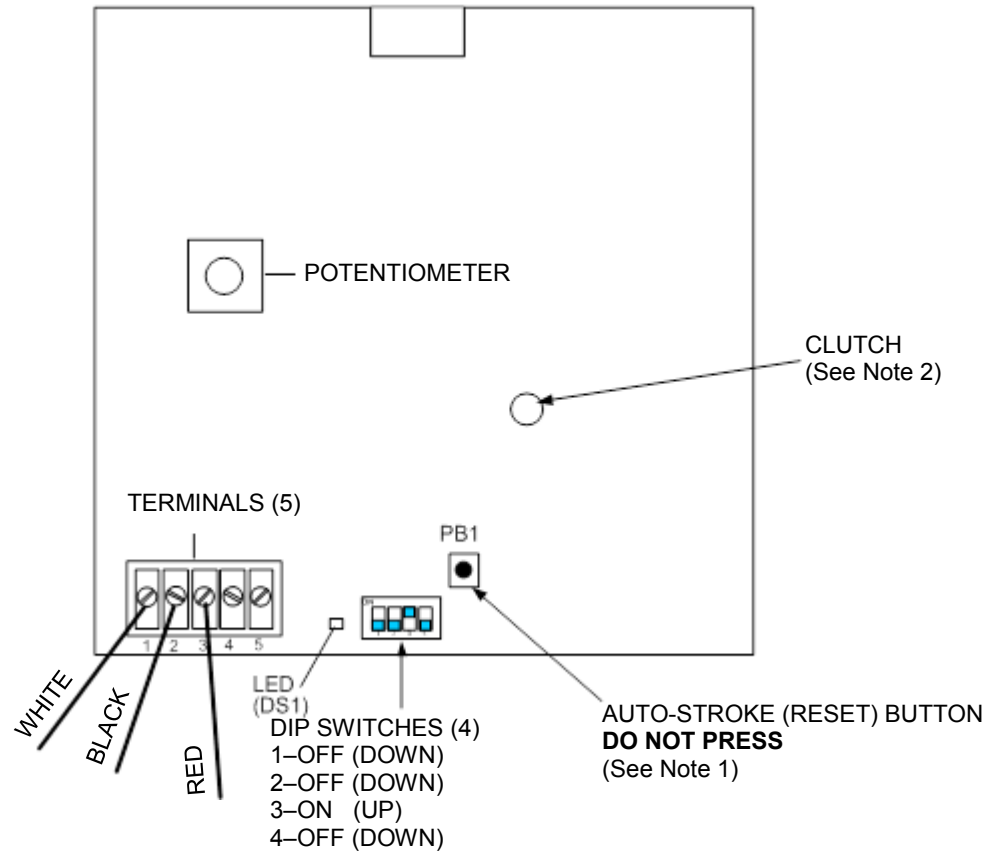 POTENTIOMETER
CLUTCH
(See Note 2)
TERMINALS (5)
PB1
1 2 3 4 5
WHITE
BLACK
RED
LED
(DS1)
DIP SWITCHES (4)
1–OFF (DOWN)
2–OFF (DOWN)
3–ON (UP)
4–OFF (DOWN)
AUTO-STROKE (RESET) BUTTON
DO NOT PRESS
(See Note 1)